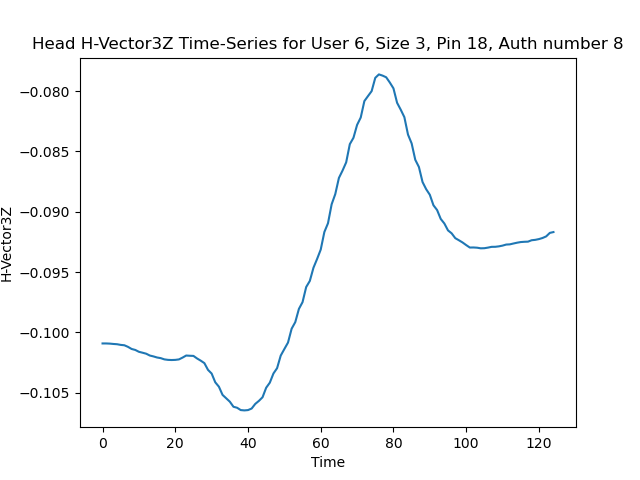 Head H-Vector3Z Time-Series for User 6, Size 3, Pin 18, Auth number 8
H-Vector3Z
−0.080
−0.085
−0.090
−0.095
−0.100
−0.105
0 20 40 60 80 100 120
Time